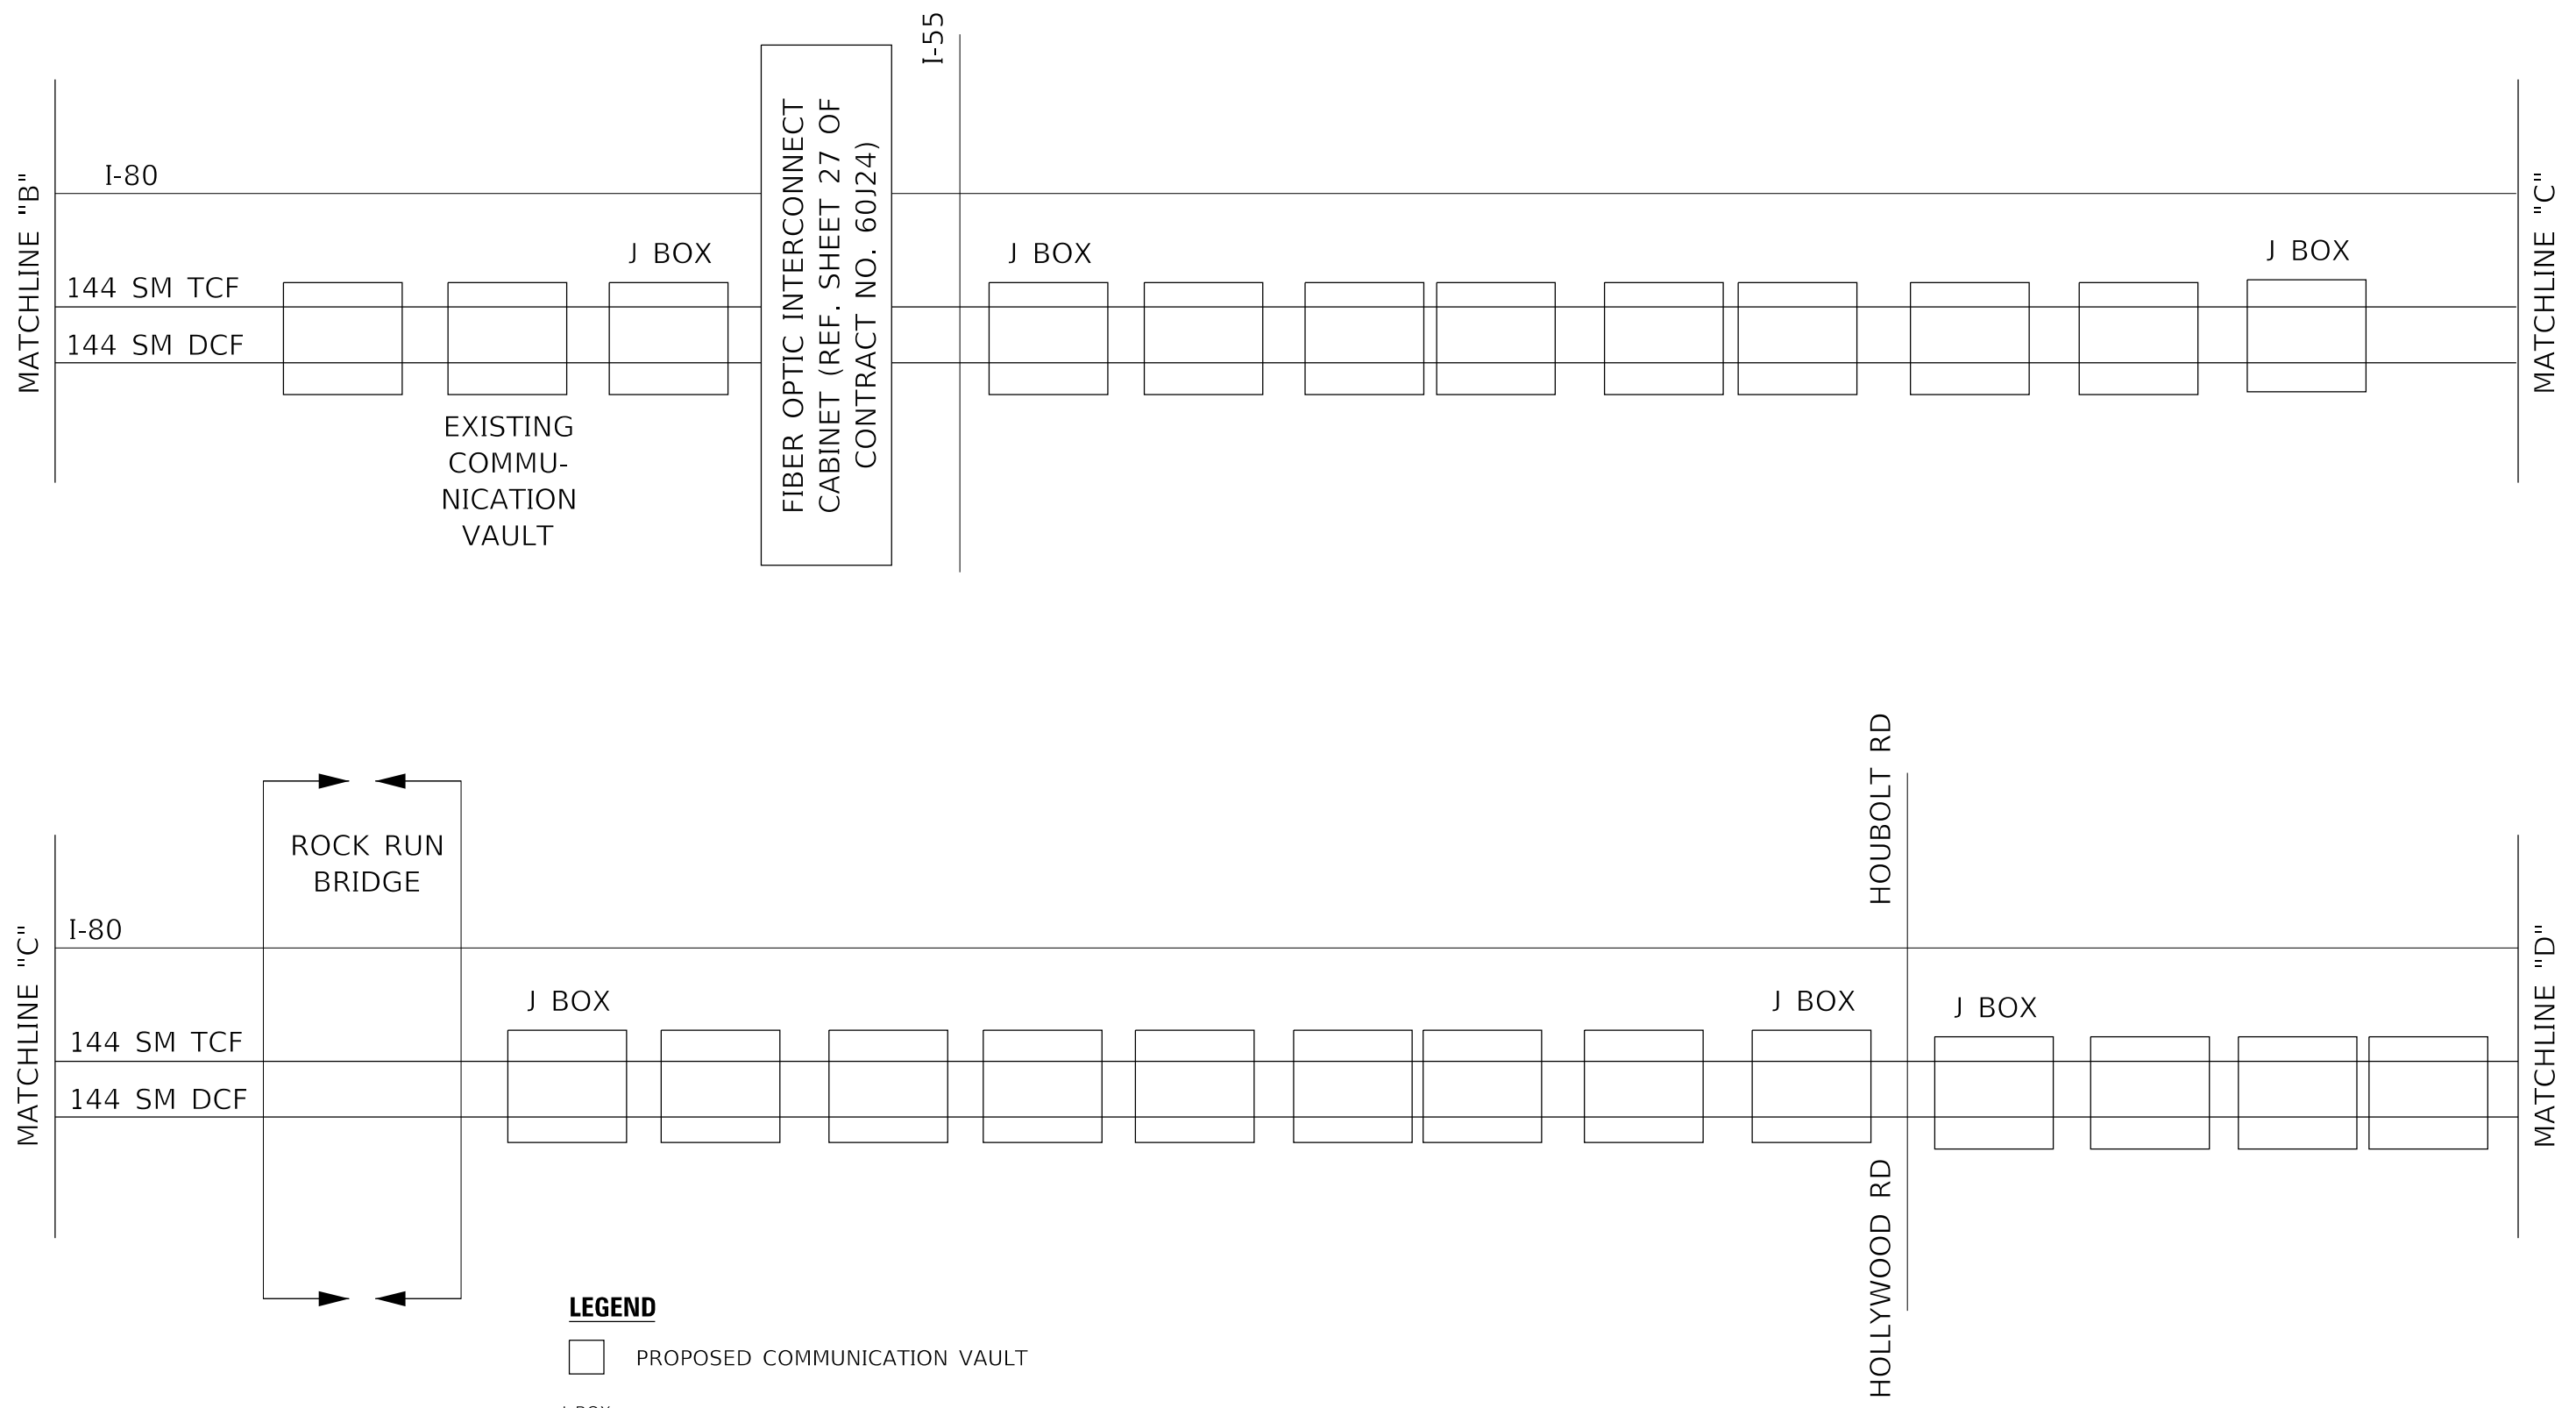 I-55
FIBER OPTIC INTERCONNECT
CABINET (REF. SHEET 27 OF
CONTRACT NO. 60J24)
MATCHLINE "B"
I-80
MATCHLINE "C"
J BOX
J BOX
J BOX
144 SM TCF
144 SM DCF
EXISTING
COMMU-
NICATION
VAULT
HOUBOLT RD
ROCK RUN
BRIDGE
MATCHLINE "C"
I-80
MATCHLINE "D"
J BOX
J BOX
J BOX
144 SM TCF
144 SM DCF
HOLLYWOOD RD
LEGEND
PROPOSED COMMUNICATION VAULT